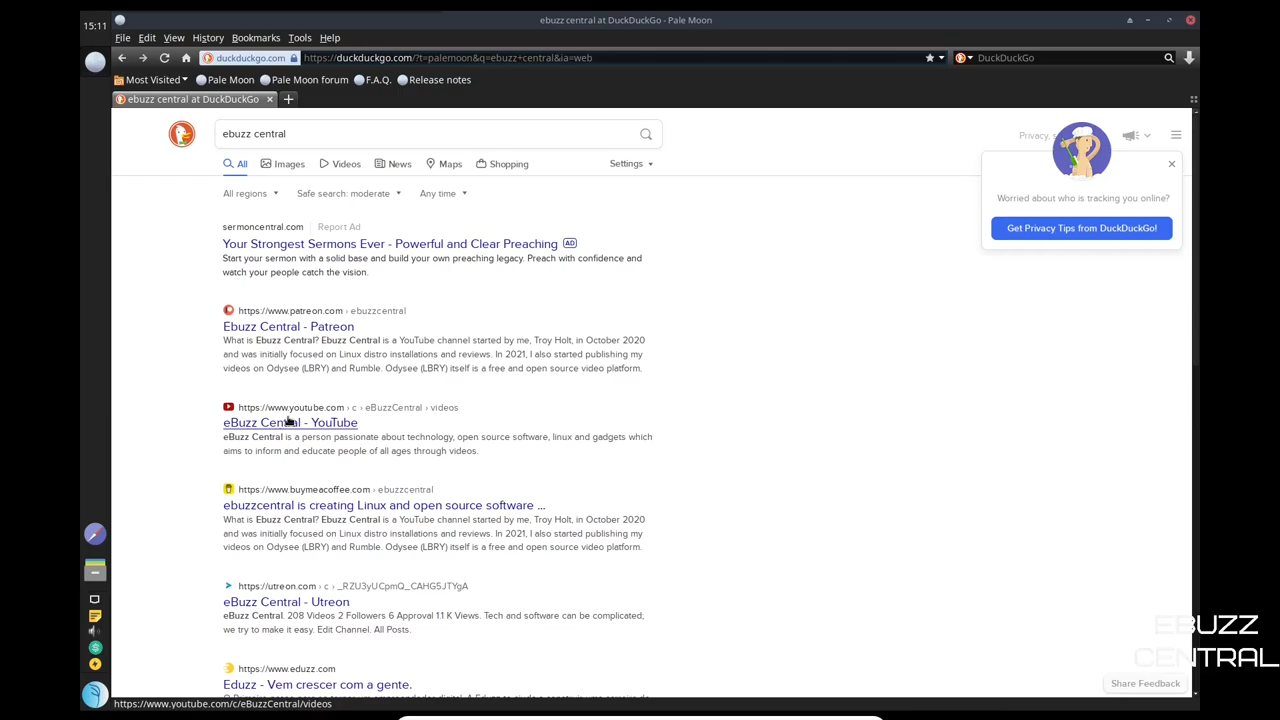 15:11
ebuzz central at DuckDuckGo - Pale Moon
File Edit View History Bookmarks Tools Help
duckduckgo.com https://duckduckgo.com/?t=palemoon&q=ebuzz+central&ia=web DuckDuckGo
Most Visited Pale Moon Pale Moon forum F.A.Q. Release notes
ebuzz central at DuckDuckGo
ebuzz central
Privacy, s
All Images Videos News Maps Shopping Settings
All regions Safe search: moderate Any time
Worried about who is tracking you online?
Get Privacy Tips from DuckDuckGo!
sermoncentral.com Report Ad
Your Strongest Sermons Ever - Powerful and Clear Preaching AD
Start your sermon with a solid base and build your own preaching legacy. Preach with confidence and
watch your people catch the vision.
https://www.patreon.com › ebuzzcentral
Ebuzz Central - Patreon
What is Ebuzz Central? Ebuzz Central is a YouTube channel started by me, Troy Holt, in October 2020
and was initially focused on Linux distro installations and reviews. In 2021, I also started publishing my
videos on Odysee (LBRY) and Rumble. Odysee (LBRY) itself is a free and open source video platform.
https://www.youtube.com › c › eBuzzCentral › videos
eBuzz Central - YouTube
eBuzz Central is a person passionate about technology, open source software, linux and gadgets which
aims to inform and educate people of all ages through videos.
https://www.buymeacoffee.com › ebuzzcentral
ebuzzcentral is creating Linux and open source software ...
What is Ebuzz Central? Ebuzz Central is a YouTube channel started by me, Troy Holt, in October 2020
and was initially focused on Linux distro installations and reviews. In 2021, I also started publishing my
videos on Odysee (LBRY) and Rumble. Odysee (LBRY) itself is a free and open source video platform.
https://utreon.com › c › _RZU3yUCpmQ_CAHG5JTYgA
eBuzz Central - Utreon
eBuzz Central. 208 Videos 2 Followers 6 Approval 1.1 K Views. Tech and software can be complicated;
we try to make it easy. Edit Channel. All Posts.
https://www.eduzz.com
Eduzz - Vem crescer com a gente.
EBUZZ
CENTRAL
Share Feedback
https://www.youtube.com/c/eBuzzCentral/videos